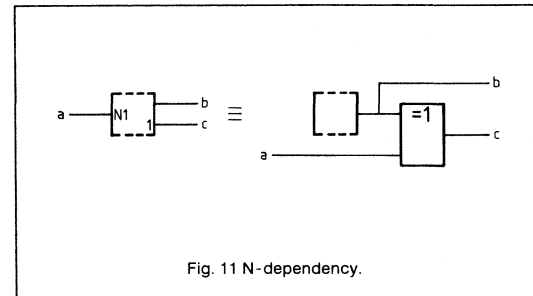 a N1 1 b c ≡ a =1 b c
Fig. 11 N-dependency.